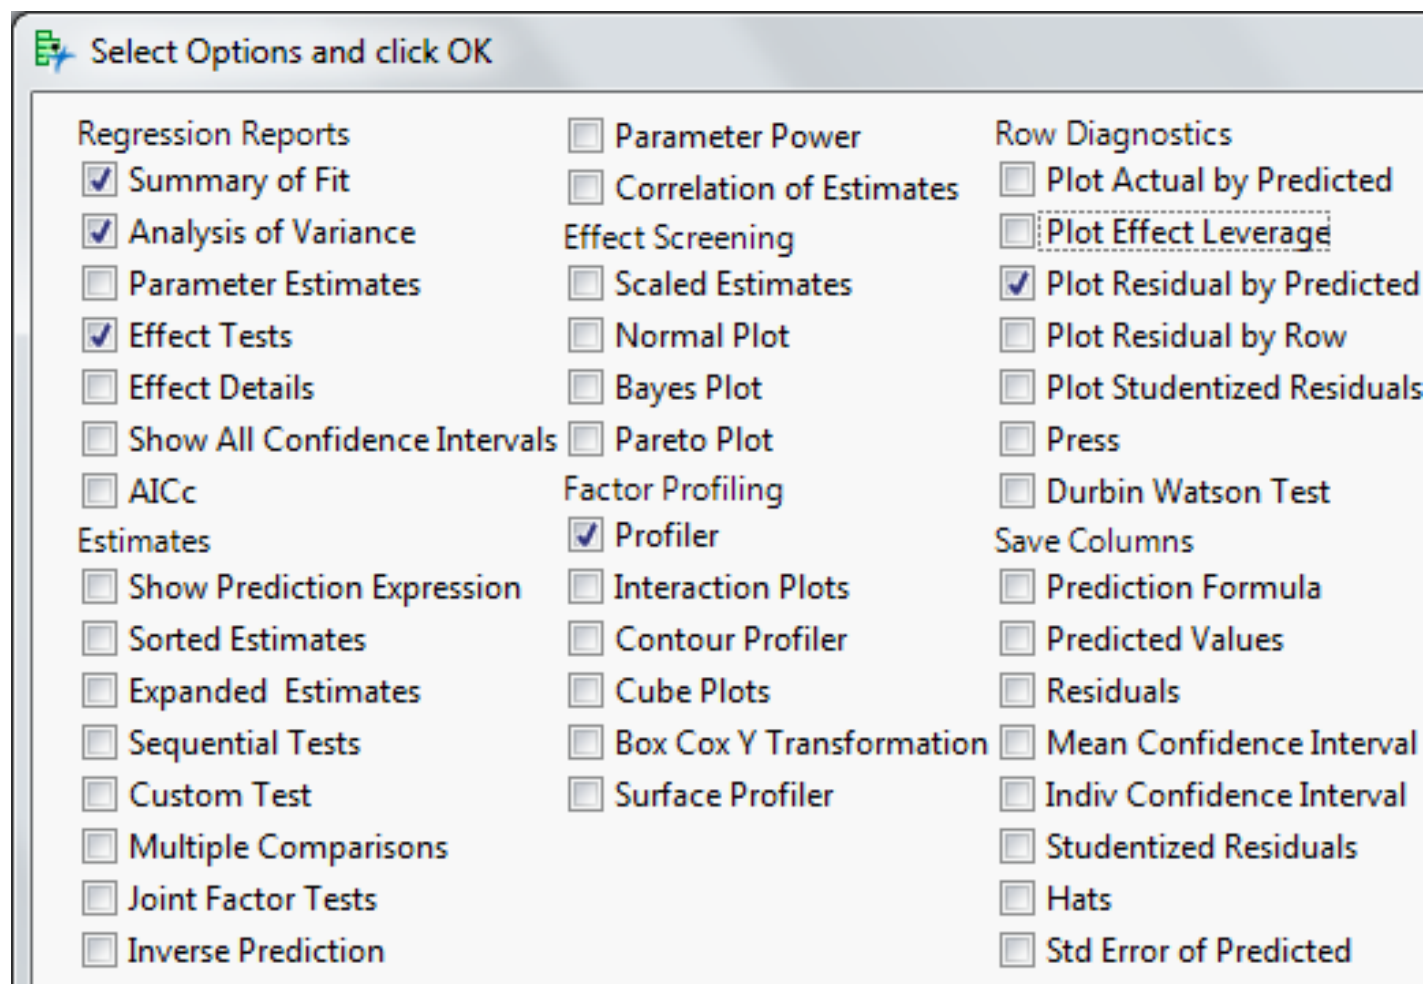 Select Options and click OK
Regression Reports
Summary of Fit
Analysis of Variance
Parameter Estimates
Effect Tests
Effect Details
Show All Confidence Intervals
AICc
Estimates
Show Prediction Expression
Sorted Estimates
Expanded  Estimates
Sequential Tests
Custom Test
Multiple Comparisons
Joint Factor Tests
Inverse Prediction
Parameter Power
Correlation of Estimates
Effect Screening
Scaled Estimates
Normal Plot
Bayes Plot
Pareto Plot
Factor Profiling
Profiler
Interaction Plots
Contour Profiler
Cube Plots
Box Cox Y Transformation
Surface Profiler
Row Diagnostics
Plot Actual by Predicted
Plot Effect Leverage
Plot Residual by Predicted
Plot Residual by Row
Plot Studentized Residuals
Press
Durbin Watson Test
Save Columns
Prediction Formula
Predicted Values
Residuals
Mean Confidence Interval
Indiv Confidence Interval
Studentized Residuals
Hats
Std Error of Predicted